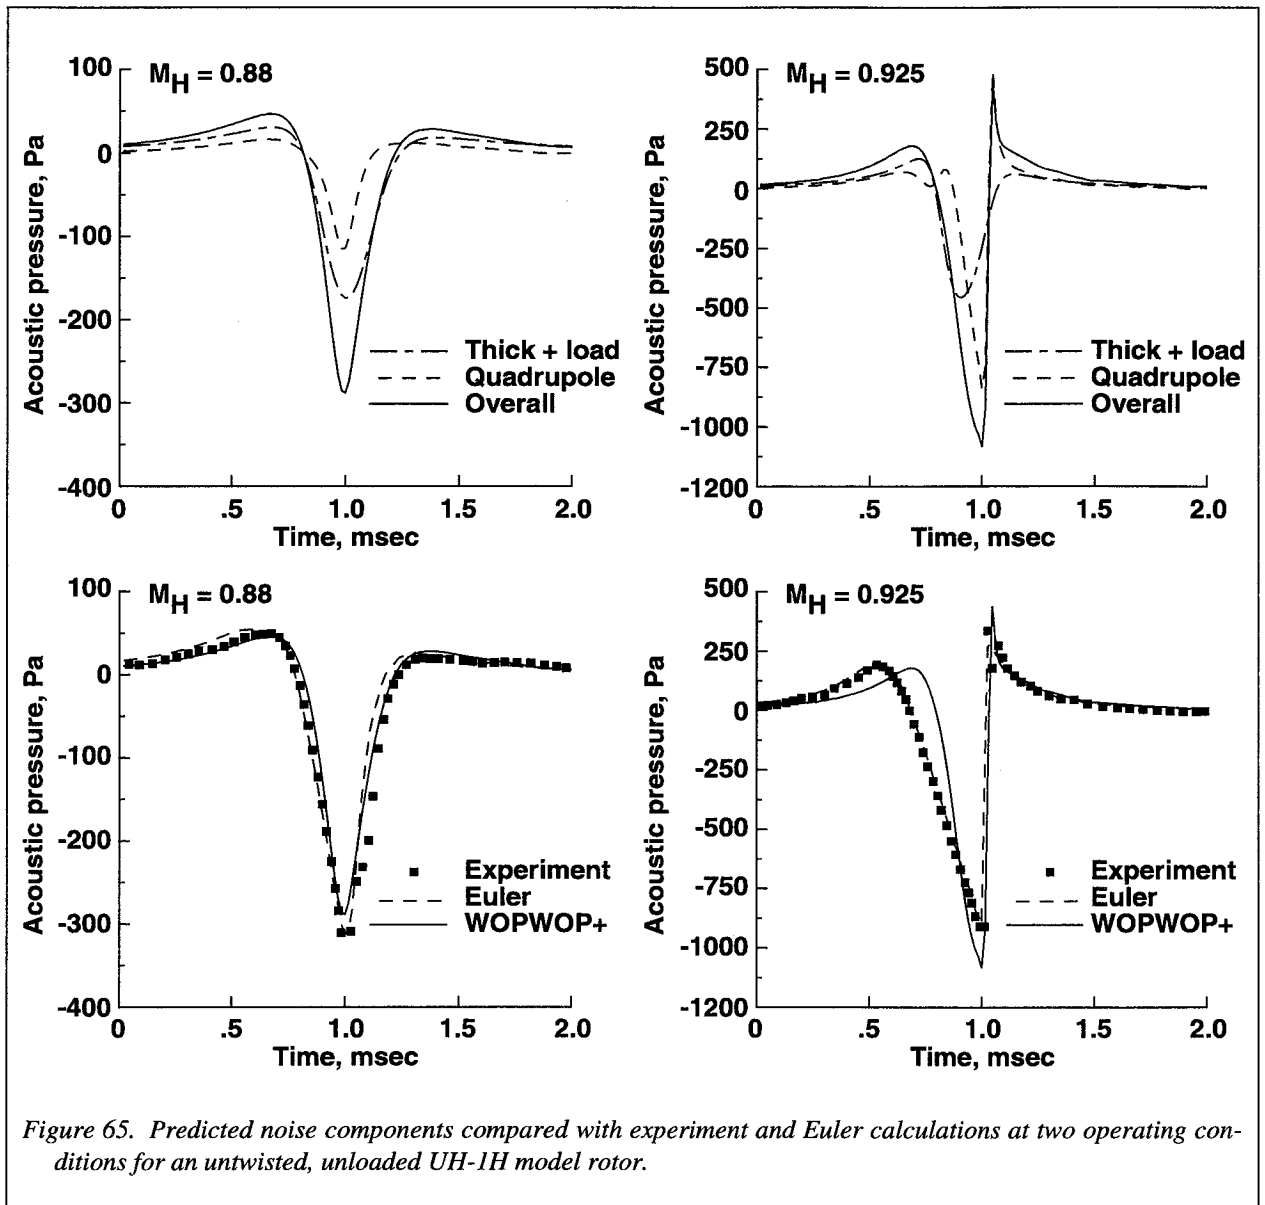 M_H = 0.88
Acoustic pressure, Pa
100
0
-100
-200
-300
-400
Thick + load
Quadrupole
Overall
0 .5 1.0 1.5 2.0
Time, msec
M_H = 0.925
Acoustic pressure, Pa
500
250
0
-250
-500
-750
-1000
-1200
Thick + load
Quadrupole
Overall
0 .5 1.0 1.5 2.0
Time, msec
M_H = 0.88
Acoustic pressure, Pa
100
0
-100
-200
-300
-400
Experiment
Euler
WOPWOP+
0 .5 1.0 1.5 2.0
Time, msec
M_H = 0.925
Acoustic pressure, Pa
500
250
0
-250
-500
-750
-1000
-1200
Experiment
Euler
WOPWOP+
0 .5 1.0 1.5 2.0
Time, msec
Figure 65. Predicted noise components compared with experiment and Euler calculations at two operating con-
ditions for an untwisted, unloaded UH-1H model rotor.